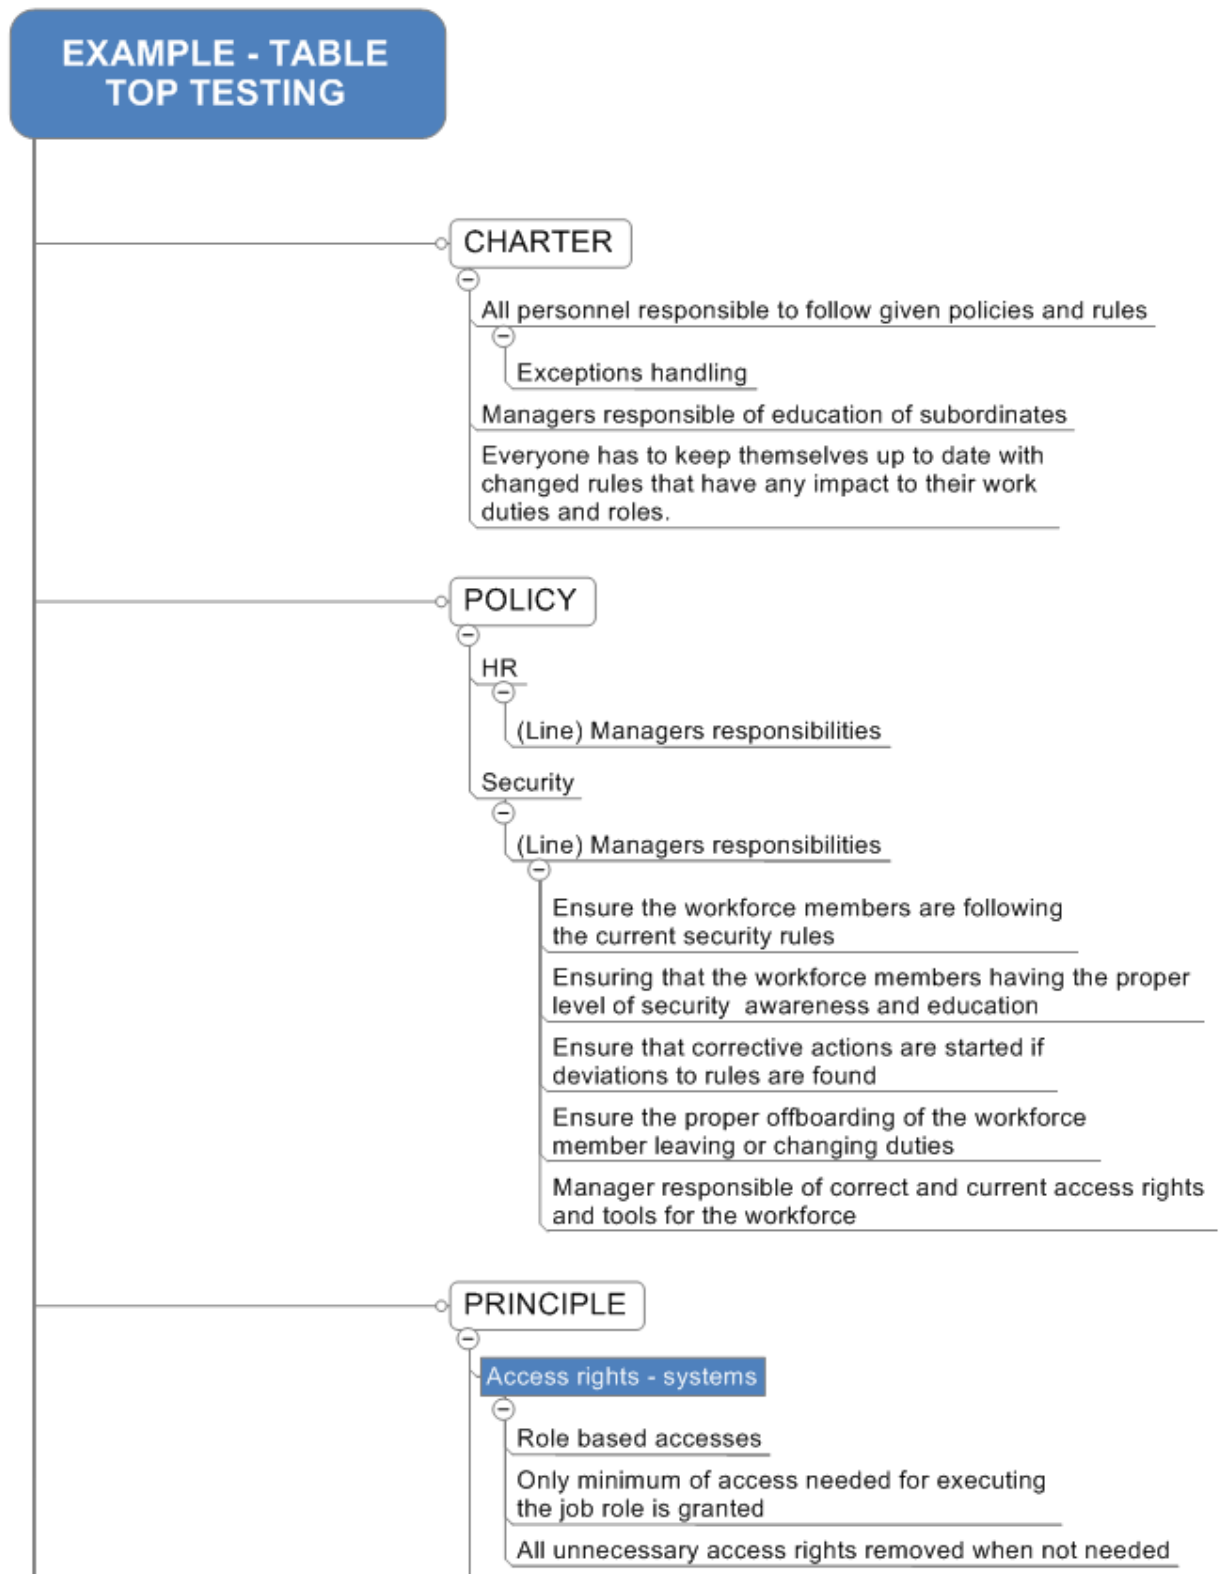 EXAMPLE - TABLE
TOP TESTING
CHARTER
All personnel responsible to follow given policies and rules
Exceptions handling
Managers responsible of education of subordinates
Everyone has to keep themselves up to date with
changed rules that have any impact to their work
duties and roles.
POLICY
HR
(Line) Managers responsibilities
Security
(Line) Managers responsibilities
Ensure the workforce members are following
the current security rules
Ensuring that the workforce members having the proper
level of security  awareness and education
Ensure that corrective actions are started if
deviations to rules are found
Ensure the proper offboarding of the workforce
member leaving or changing duties
Manager responsible of correct and current access rights
and tools for the workforce
PRINCIPLE
Access rights - systems
Role based accesses
Only minimum of access needed for executing
the job role is granted
All unnecessary access rights removed when not needed